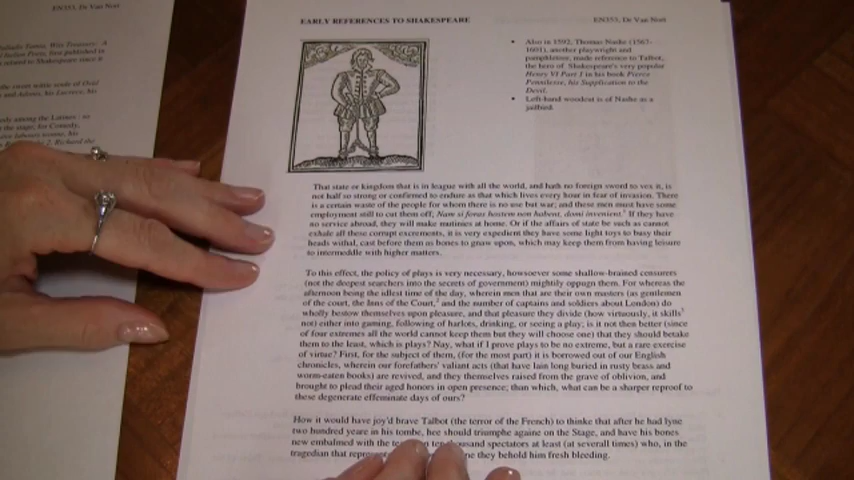 EN353, Dr Van Nort
EARLY REFERENCES TO SHAKESPEARE
EN353, Dr Van Nort
• Also in 1592, Thomas Nashe (1567-
1601), another playwright and
pamphleteer, made reference to Talbot,
the hero of Shakespeare's very popular
Henry VI Part 1 in his book Pierce
Pennilesse, his Supplication to the
Devil.
• Left-hand woodcut is of Nashe as a
jailbird.
That state or kingdom that is in league with all the world, and hath no foreign sword to vex it, is
not half so strong or confirmed to endure as that which lives every hour in fear of invasion. There
is a certain waste of the people for whom there is no use but war; and these men must have some
employment still to cut them off; Nam si foras hostem non habent, domi invenient. If they have
no service abroad, they will make mutinies at home. Or if the affairs of state be such as cannot
exhale all these corrupt excrements, it is very expedient they have some light toys to busy their
heads withal, cast before them as bones to gnaw upon, which may keep them from having leisure
to intermeddle with higher matters.
To this effect, the policy of plays is very necessary, howsoever some shallow-brained censurers
(not the deepest searchers into the secrets of government) mightily oppugn them. For whereas the
afternoon being the idlest time of the day, wherein men that are their own masters (as gentlemen
of the court, the Inns of the Court,² and the number of captains and soldiers about London) do
wholly bestow themselves upon pleasure, and that pleasure they divide (how virtuously, it skills³
not) either into gaming, following of harlots, drinking, or seeing a play; is it not then better (since
of four extremes all the world cannot keep them but they will choose one) that they should betake
them to the least, which is plays? Nay, what if I prove plays to be no extreme, but a rare exercise
of virtue? First, for the subject of them, (for the most part) it is borrowed out of our English
chronicles, wherein our forefathers' valiant acts (that have lain long buried in rusty brass and
worm-eaten books) are revived, and they themselves raised from the grave of oblivion, and
brought to plead their aged honors in open presence; than which, what can be a sharper reproof to
these degenerate effeminate days of ours?
How it would have joy'd brave Talbot (the terror of the French) to thinke that after he had lyne
two hundred yeare in his tombe, hee should triumphe againe on the Stage, and have his bones
new embalmed with the ten thousand spectators at least (at severall times) who, in the
tragedian that they behold him fresh bleeding.